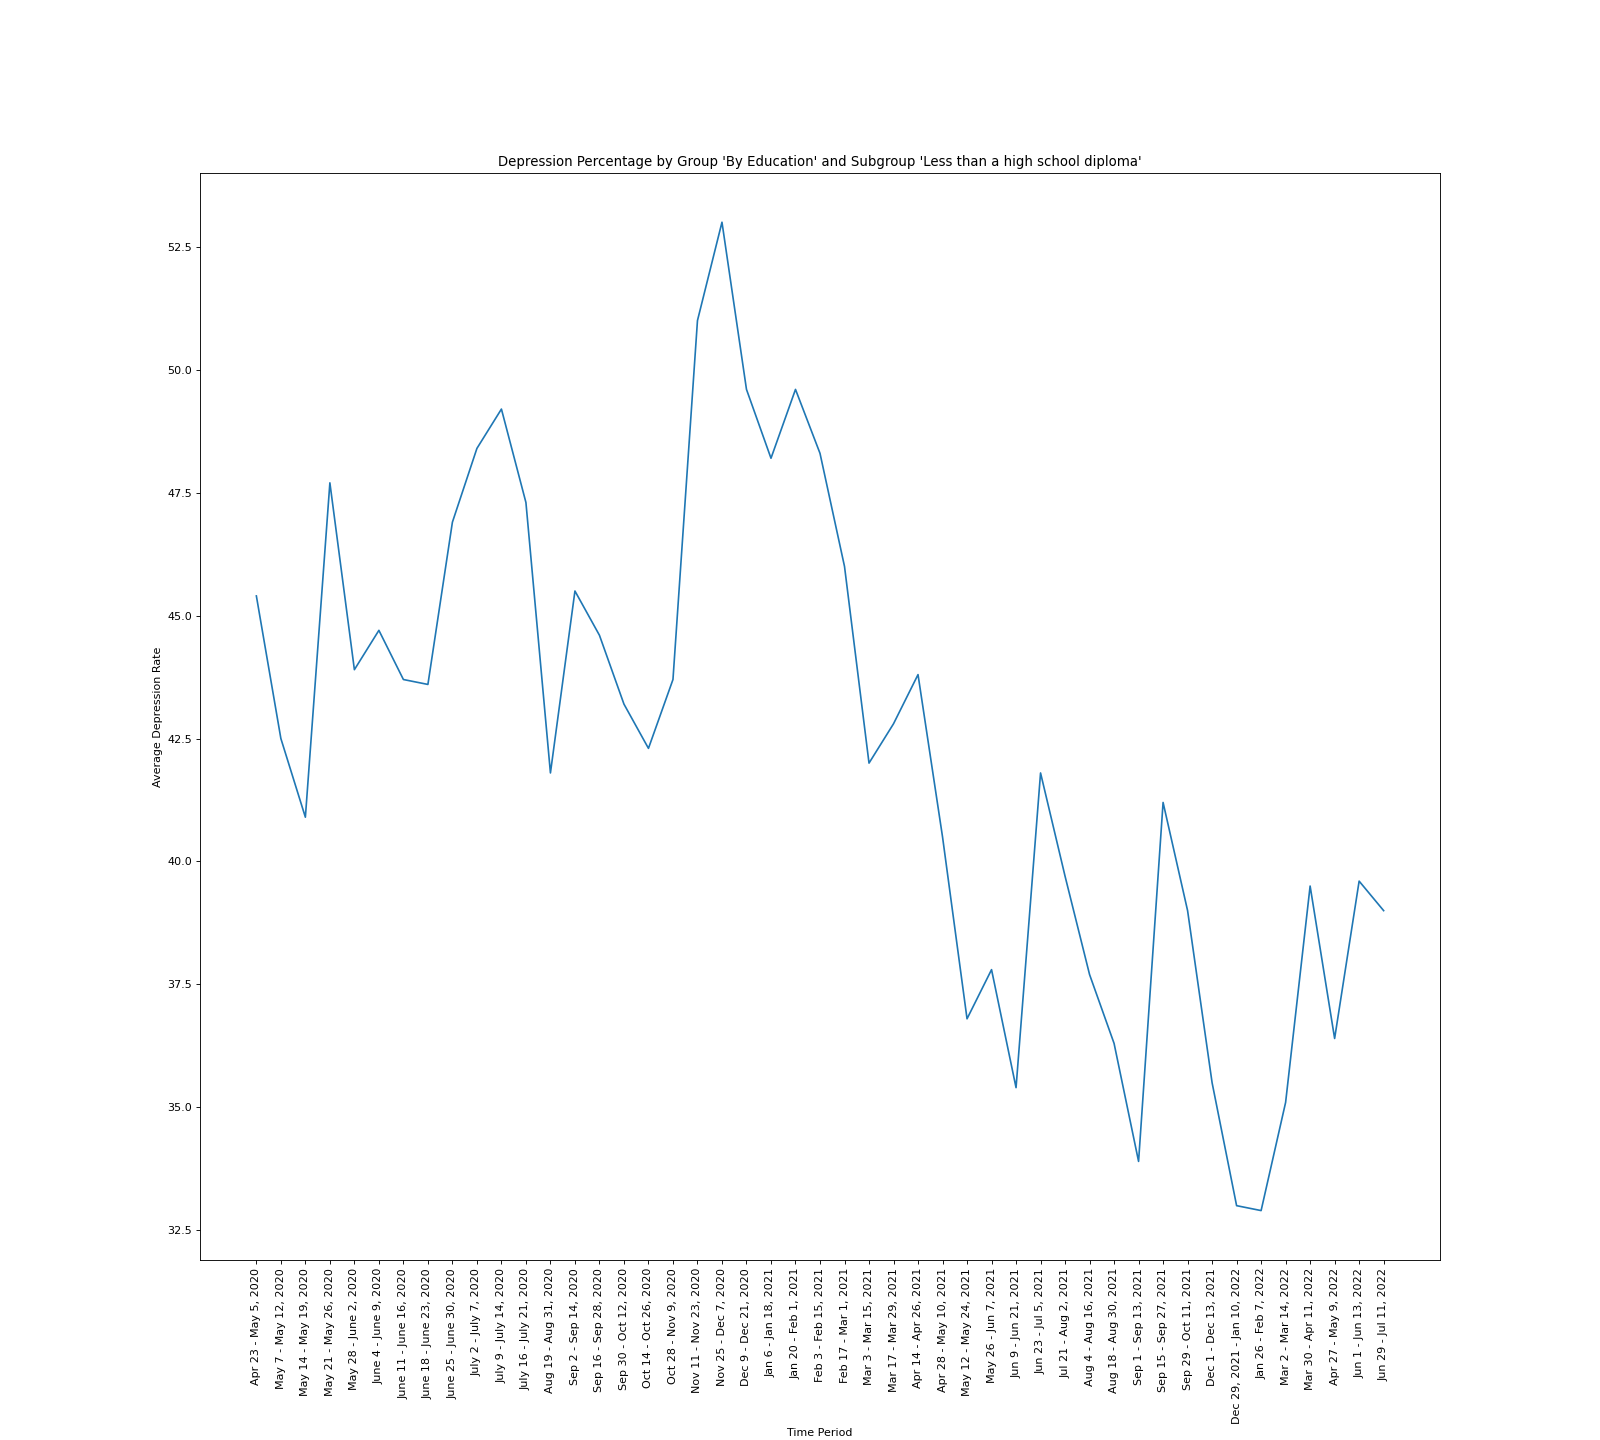 Depression Percentage by Group 'By Education' and Subgroup 'Less than a high school diploma'
Average Depression Rate
52.5
50.0
47.5
45.0
42.5
40.0
37.5
35.0
32.5
Apr 23 - May 5, 2020
May 7 - May 12, 2020
May 14 - May 19, 2020
May 21 - May 26, 2020
May 28 - June 2, 2020
June 4 - June 9, 2020
June 11 - June 16, 2020
June 18 - June 23, 2020
June 25 - June 30, 2020
July 2 - July 7, 2020
July 9 - July 14, 2020
July 16 - July 21, 2020
Aug 19 - Aug 31, 2020
Sep 2 - Sep 14, 2020
Sep 16 - Sep 28, 2020
Sep 30 - Oct 12, 2020
Oct 14 - Oct 26, 2020
Oct 28 - Nov 9, 2020
Nov 11 - Nov 23, 2020
Nov 25 - Dec 7, 2020
Dec 9 - Dec 21, 2020
Jan 6 - Jan 18, 2021
Jan 20 - Feb 1, 2021
Feb 3 - Feb 15, 2021
Feb 17 - Mar 1, 2021
Mar 3 - Mar 15, 2021
Mar 17 - Mar 29, 2021
Apr 14 - Apr 26, 2021
Apr 28 - May 10, 2021
May 12 - May 24, 2021
May 26 - Jun 7, 2021
Jun 9 - Jun 21, 2021
Jun 23 - Jul 5, 2021
Jul 21 - Aug 2, 2021
Aug 4 - Aug 16, 2021
Aug 18 - Aug 30, 2021
Sep 1 - Sep 13, 2021
Sep 15 - Sep 27, 2021
Sep 29 - Oct 11, 2021
Dec 1 - Dec 13, 2021
Dec 29, 2021 - Jan 10, 2022
Jan 26 - Feb 7, 2022
Mar 2 - Mar 14, 2022
Mar 30 - Apr 11, 2022
Apr 27 - May 9, 2022
Jun 1 - Jun 13, 2022
Jun 29 - Jul 11, 2022
Time Period